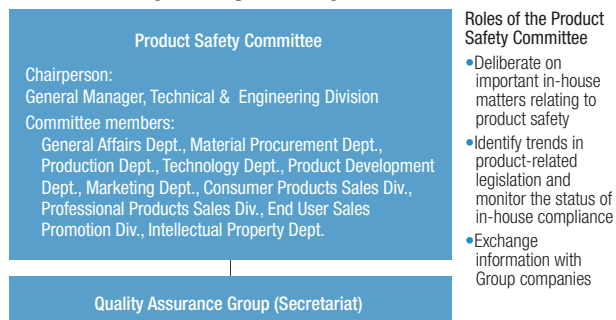 Product Safety Committee
Chairperson:
General Manager, Technical & Engineering Division
Committee members:
General Affairs Dept., Material Procurement Dept.,
Production Dept., Technology Dept., Product Development
Dept., Marketing Dept., Consumer Products Sales Div.,
Professional Products Sales Div., End User Sales
Promotion Div., Intellectual Property Dept.
Quality Assurance Group (Secretariat)
Roles of the Product
Safety Committee
•Deliberate on
important in-house
matters relating to
product safety
•Identify trends in
product-related
legislation and
monitor the status of
in-house compliance
•Exchange
information with
Group companies